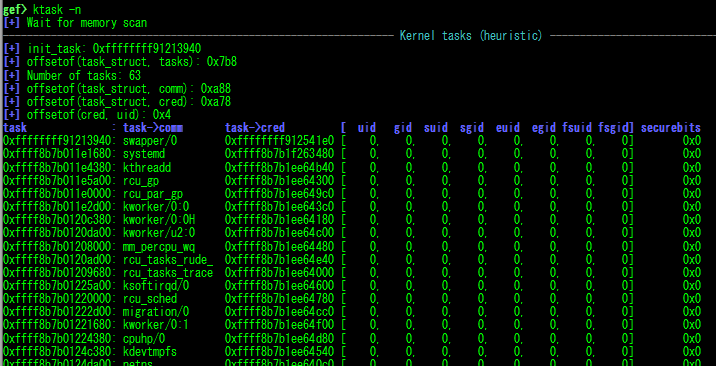 gef> ktask -n
[+] Wait for memory scan
Kernel tasks (heuristic)
[+] init_task: 0xffffffff91213940
[+] offsetof(task_struct, tasks): 0x7b8
[+] Number of tasks: 63
[+] offsetof(task_struct, comm): 0xa88
[+] offsetof(task_struct, cred): 0xa78
[+] offsetof(cred, uid): 0x4
task : task->comm task->cred [ uid gid suid sgid euid egid fsuid fsgid] securebits
0xffffffff91213940: swapper/0 0xffffffff912541e0 [ 0, 0, 0, 0, 0, 0, 0, 0] 0x0
0xffff8b7b011e1680: systemd 0xffff8b7b1f263480 [ 0, 0, 0, 0, 0, 0, 0, 0] 0x0
0xffff8b7b011e4380: kthreadd 0xffff8b7b1ee64b40 [ 0, 0, 0, 0, 0, 0, 0, 0] 0x0
0xffff8b7b011e5a00: rcu_gp 0xffff8b7b1ee64300 [ 0, 0, 0, 0, 0, 0, 0, 0] 0x0
0xffff8b7b011e0000: rcu_par_gp 0xffff8b7b1ee649c0 [ 0, 0, 0, 0, 0, 0, 0, 0] 0x0
0xffff8b7b011e2d00: kworker/0:0 0xffff8b7b1ee643c0 [ 0, 0, 0, 0, 0, 0, 0, 0] 0x0
0xffff8b7b0120c380: kworker/0:0H 0xffff8b7b1ee64180 [ 0, 0, 0, 0, 0, 0, 0, 0] 0x0
0xffff8b7b0120da00: kworker/u2:0 0xffff8b7b1ee64c00 [ 0, 0, 0, 0, 0, 0, 0, 0] 0x0
0xffff8b7b01208000: mm_percpu_wq 0xffff8b7b1ee64480 [ 0, 0, 0, 0, 0, 0, 0, 0] 0x0
0xffff8b7b0120ad00: rcu_tasks_rude_ 0xffff8b7b1ee64e40 [ 0, 0, 0, 0, 0, 0, 0, 0] 0x0
0xffff8b7b01209680: rcu_tasks_trace 0xffff8b7b1ee64000 [ 0, 0, 0, 0, 0, 0, 0, 0] 0x0
0xffff8b7b01225a00: ksoftirqd/0 0xffff8b7b1ee64600 [ 0, 0, 0, 0, 0, 0, 0, 0] 0x0
0xffff8b7b01220000: rcu_sched 0xffff8b7b1ee64780 [ 0, 0, 0, 0, 0, 0, 0, 0] 0x0
0xffff8b7b01222d00: migration/0 0xffff8b7b1ee64cc0 [ 0, 0, 0, 0, 0, 0, 0, 0] 0x0
0xffff8b7b01221680: kworker/0:1 0xffff8b7b1ee64f00 [ 0, 0, 0, 0, 0, 0, 0, 0] 0x0
0xffff8b7b01224380: cpuhp/0 0xffff8b7b1ee64d80 [ 0, 0, 0, 0, 0, 0, 0, 0] 0x0
0xffff8b7b0124c380: kdevtmpfs 0xffff8b7b1ee64540 [ 0, 0, 0, 0, 0, 0, 0, 0] 0x0
0xffff8b7b0124da00: netns 0xffff8b7b1ee640c0 [ 0, 0, 0, 0, 0, 0, 0, 0] 0x0